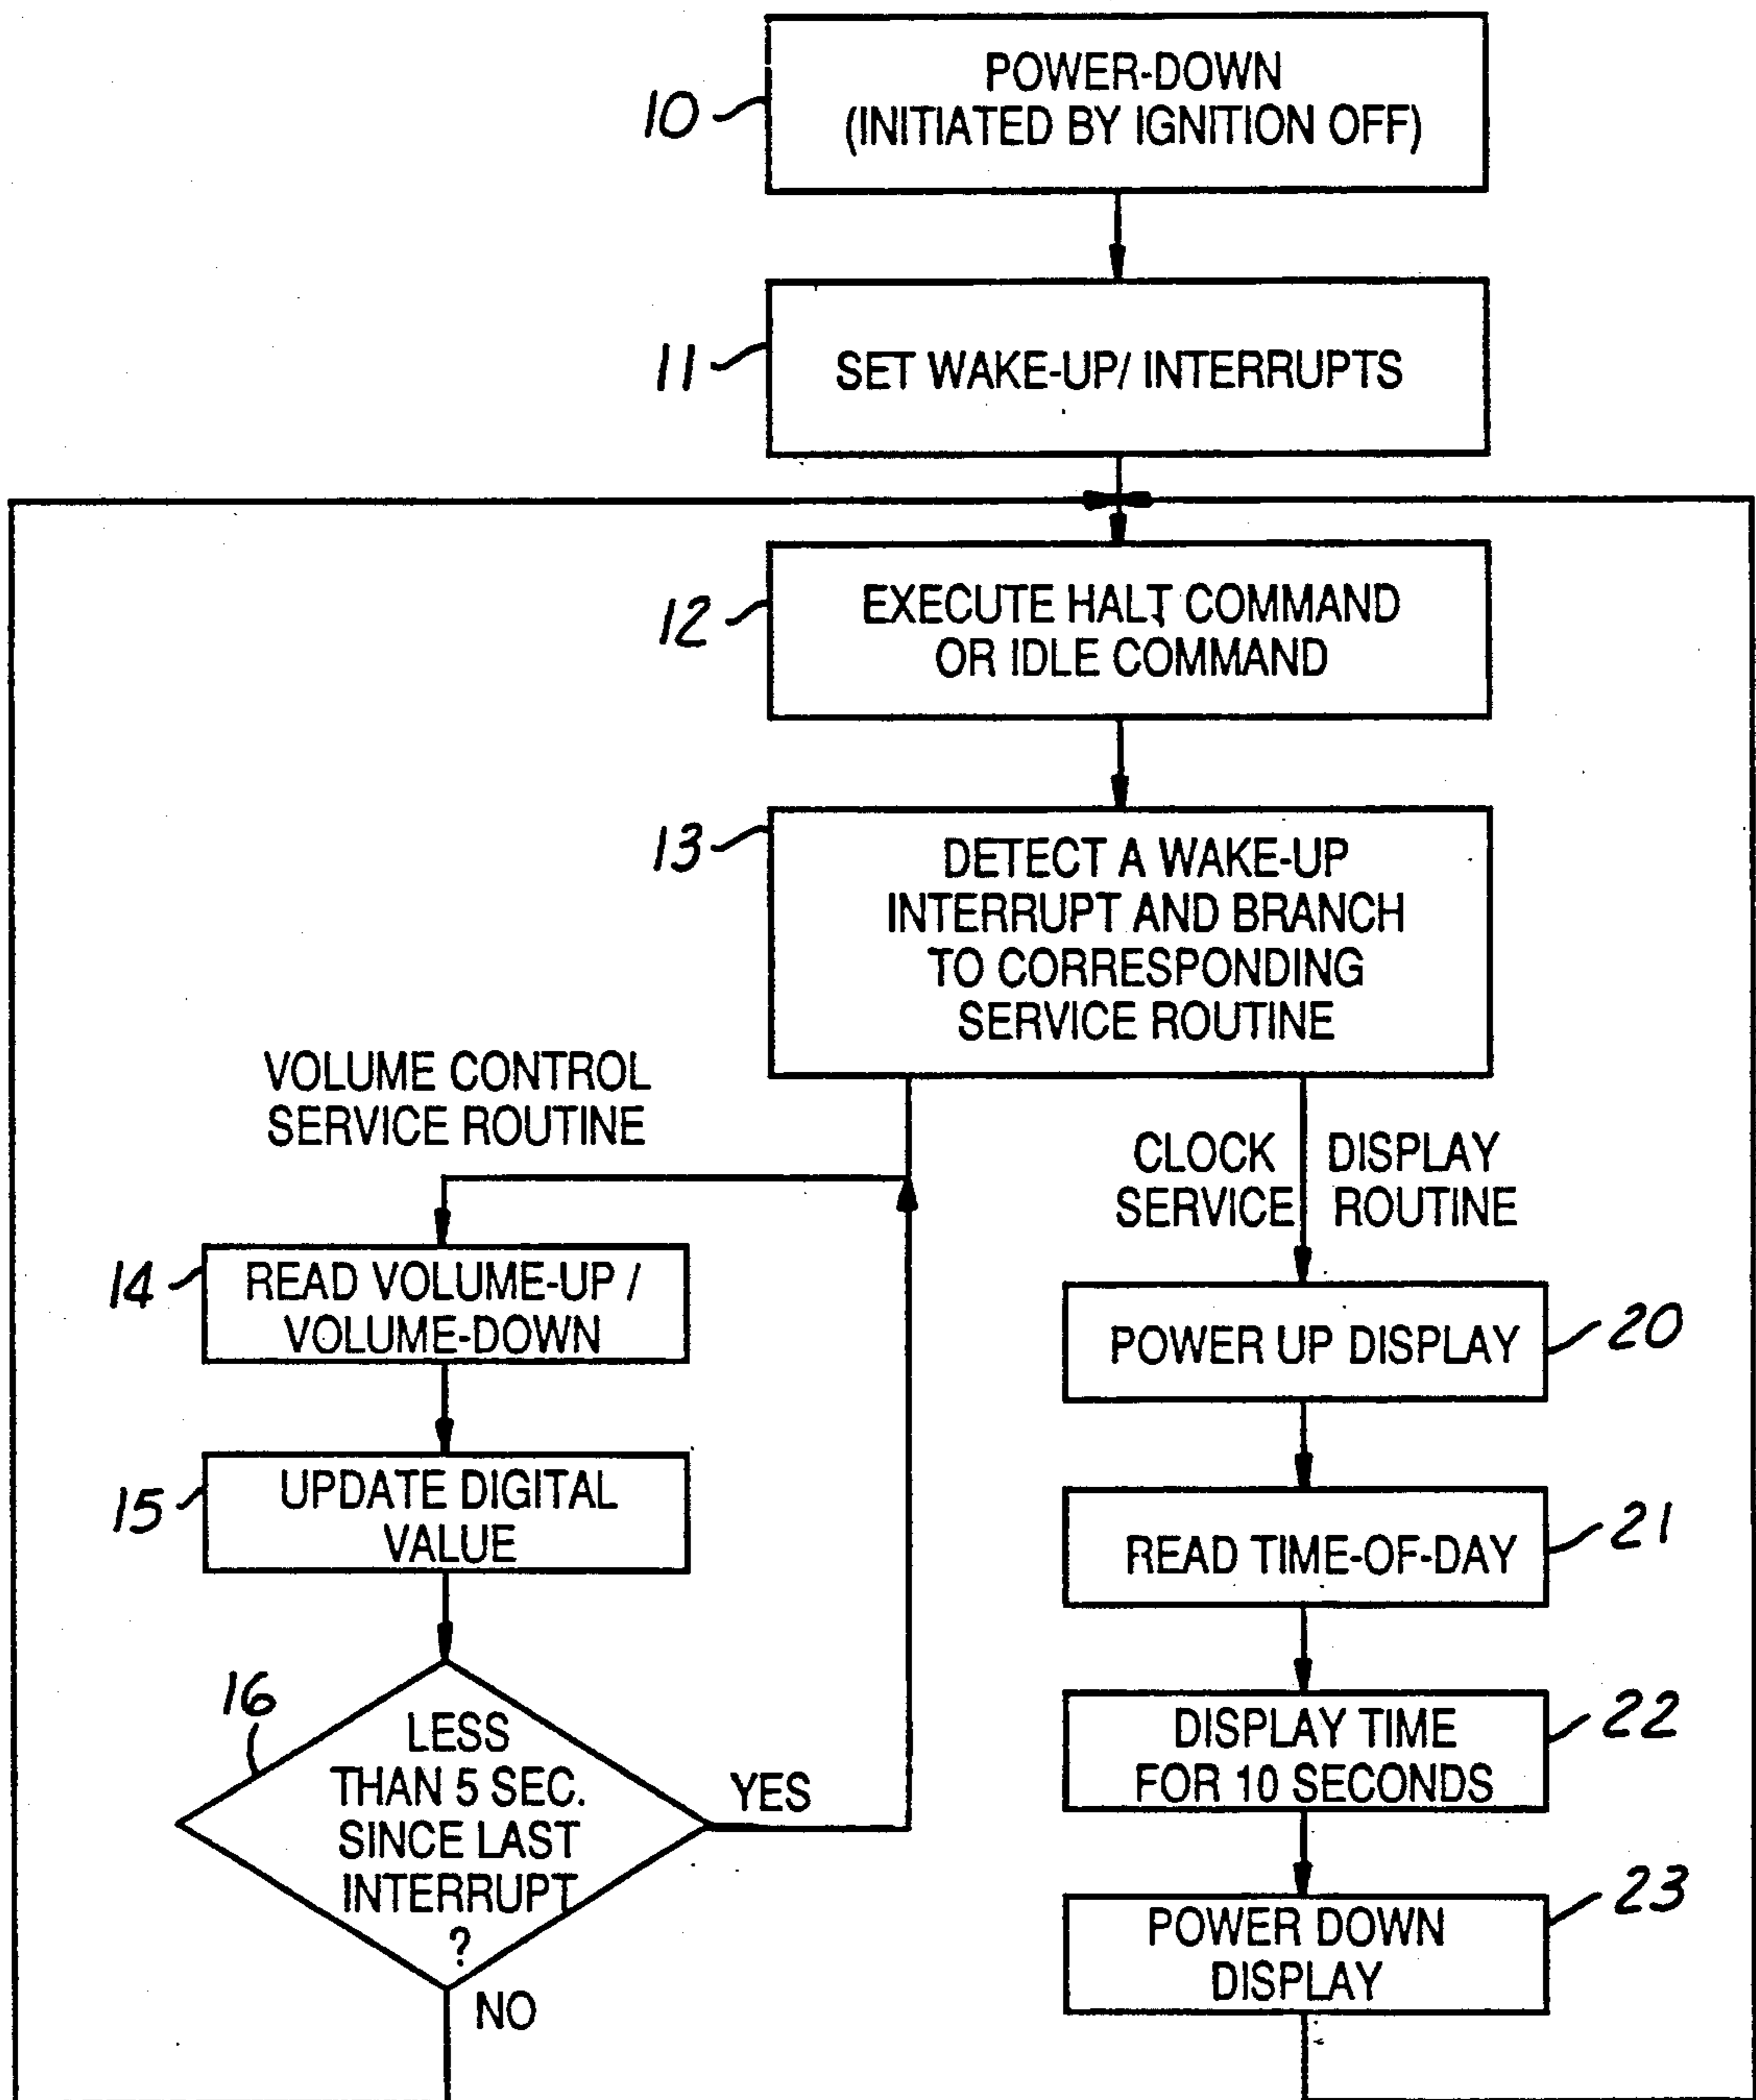 POWER-DOWN
(INITIATED BY IGNITION OFF)
10
SET WAKE-UP/ INTERRUPTS
11
EXECUTE HALT COMMAND
OR IDLE COMMAND
12
13
DETECT A WAKE-UP
INTERRUPT AND BRANCH
TO CORRESPONDING
SERVICE ROUTINE
VOLUME CONTROL
SERVICE ROUTINE
CLOCK DISPLAY
SERVICE ROUTINE
14
READ VOLUME-UP /
VOLUME-DOWN
15
UPDATE DIGITAL
VALUE
16
LESS
THAN 5 SEC.
SINCE LAST
INTERRUPT
?
YES
NO
POWER UP DISPLAY
20
READ TIME-OF-DAY
21
DISPLAY TIME
FOR 10 SECONDS
22
POWER DOWN
DISPLAY
23